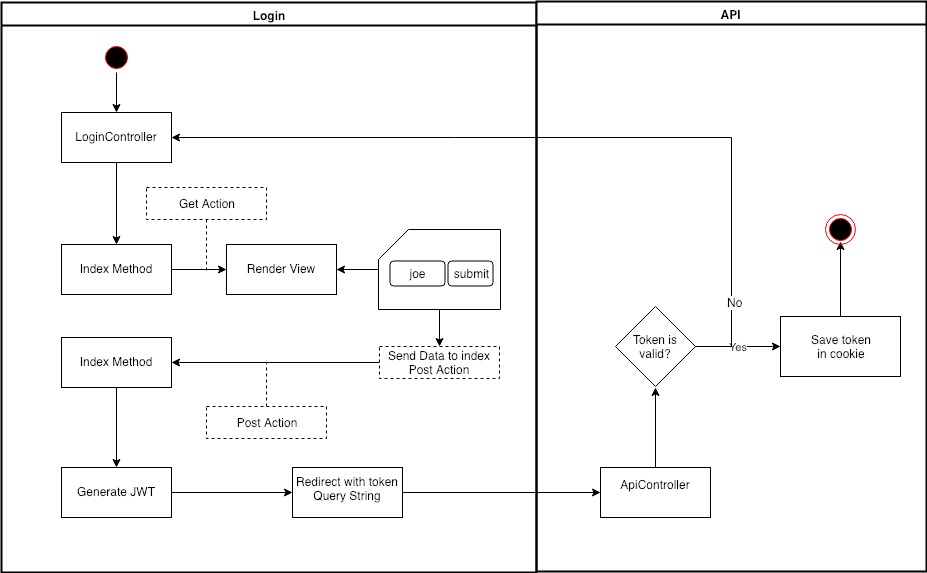 Login
API
LoginController
Get Action
Index Method
Render View
joe
submit
No
Token is
valid?
Yes
Save token
in cookie
Index Method
Send Data to index
Post Action
Post Action
Generate JWT
Redirect with token
Query String
ApiController